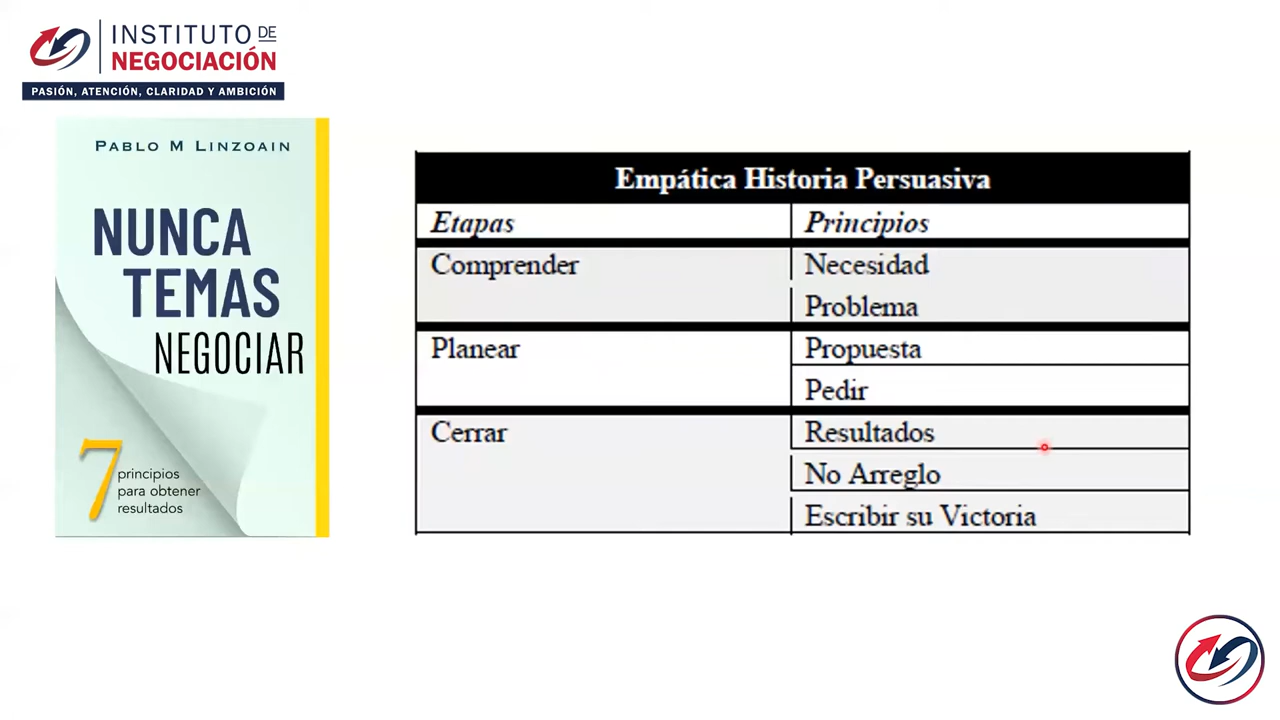 INSTITUTO DE
NEGOCIACIÓN
PASIÓN, ATENCIÓN, CLARIDAD Y AMBICIÓN
PABLO M LINZOAIN
NUNCA
TEMAS
NEGOCIAR
7 principios
para obtener
resultados
Empática Historia Persuasiva
Etapas Principios
Comprender Necesidad
Problema
Planear Propuesta
Pedir
Cerrar Resultados
No Arreglo
Escribir su Victoria